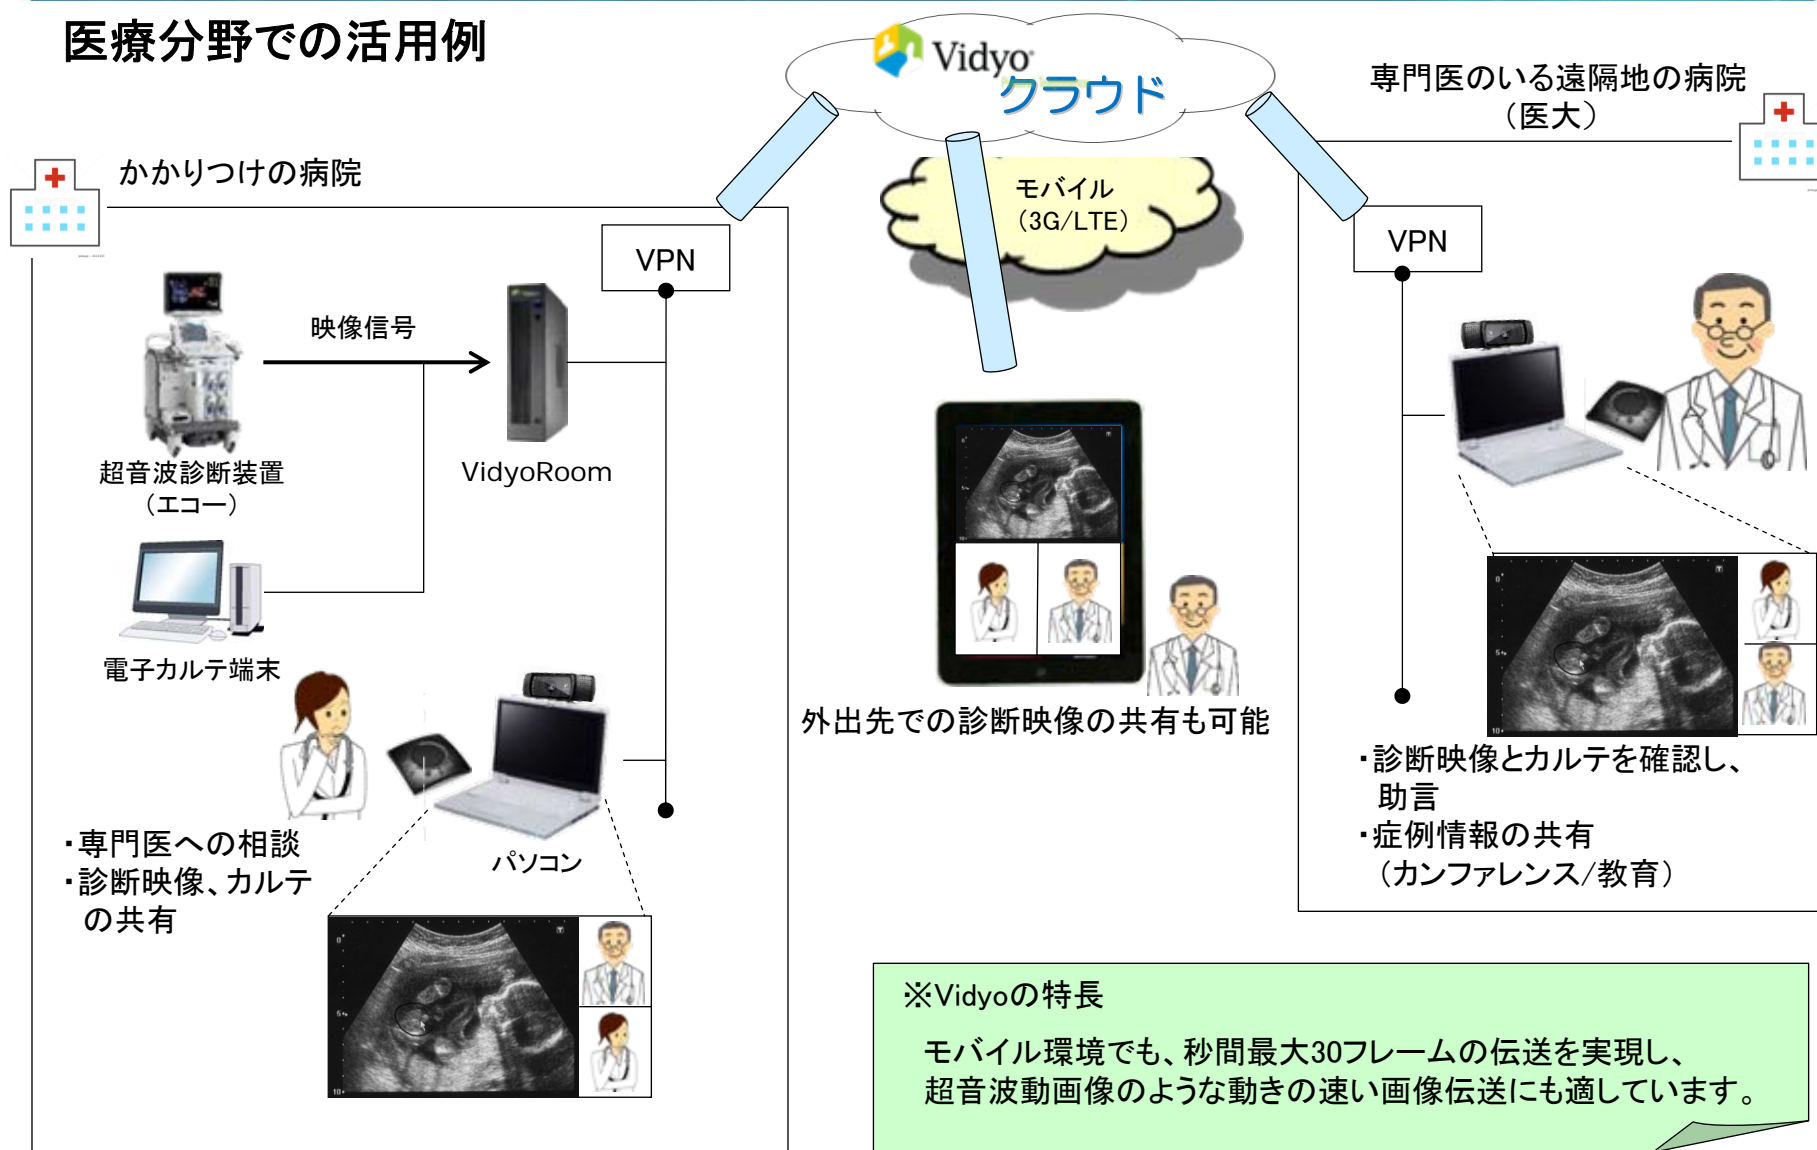 医療分野での活用例
Vidyo
クラウド
専門医のいる遠隔地の病院
（医大）
かかりつけの病院
モバイル
（3G/LTE）
VPN
VPN
映像信号
超音波診断装置
（エコー）
VidyoRoom
電子カルテ端末
外出先での診断映像の共有も可能
パソコン
・専門医への相談
・診断映像、カルテ
の共有
・診断映像とカルテを確認し、
助言
・症例情報の共有
（カンファレンス/教育）
※Vidyoの特長
モバイル環境でも、秒間最大30フレームの伝送を実現し、
超音波動画像のような動きの速い画像伝送にも適しています。